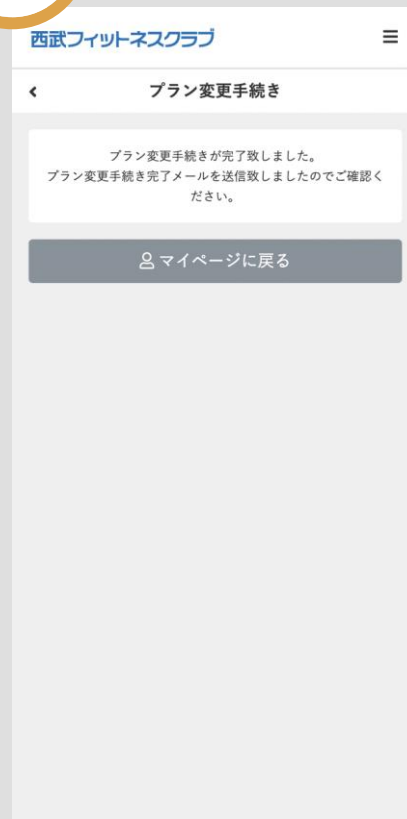 西武フィットネスクラブ
プラン変更手続き
プラン変更手続きが完了致しました。
プラン変更手続き完了メールを送信致しましたのでご確認く
ださい。
マイページに戻る